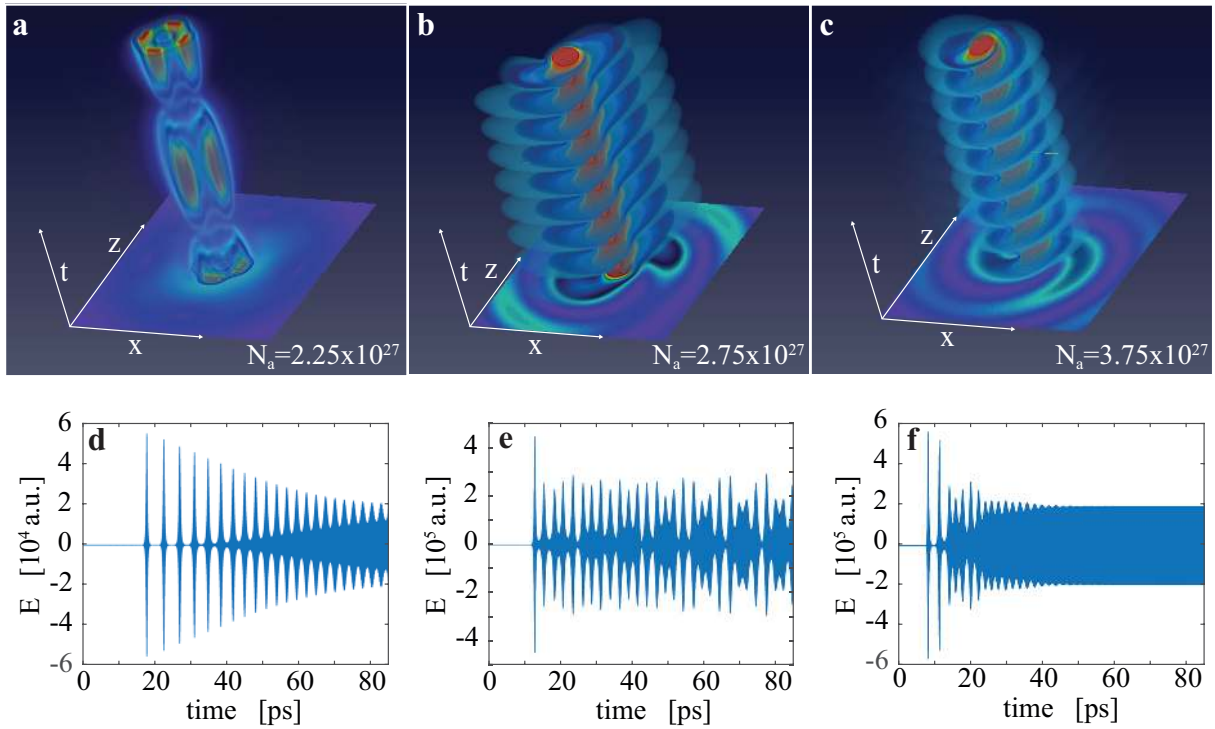 a
b
c
t
z
x
N_a=2.25x10^27
t
z
x
N_a=2.75x10^27
t
z
x
N_a=3.75x10^27
d
E [10^4 a.u.]
6
4
2
0
-2
-4
-6
0 20 40 60 80
time [ps]
e
E [10^5 a.u.]
4
2
0
-2
-4
0 20 40 60 80
time [ps]
f
E [10^5 a.u.]
6
4
2
0
-2
-4
-6
0 20 40 60 80
time [ps]